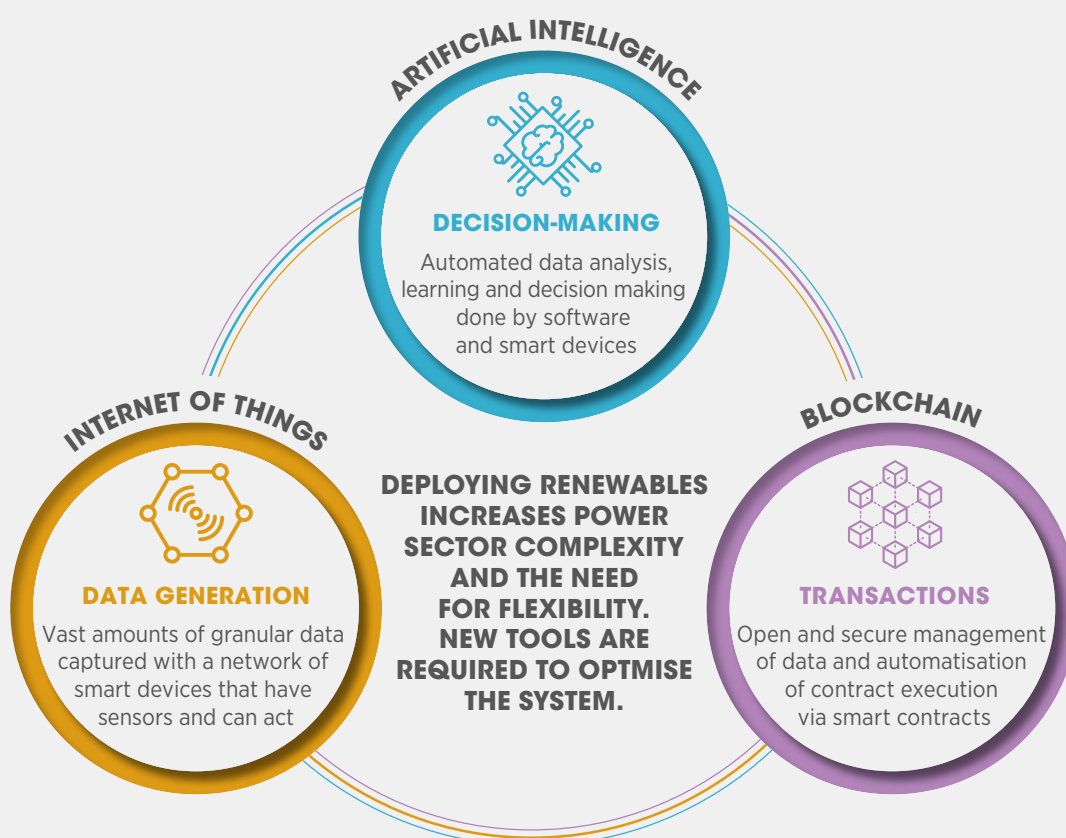 ARTIFICIAL INTELLIGENCE
DECISION-MAKING
Automated data analysis,
learning and decision making
done by software
and smart devices
INTERNET OF THINGS
DATA GENERATION
Vast amounts of granular data
captured with a network of
smart devices that have
sensors and can act
DEPLOYING RENEWABLES
INCREASES POWER
SECTOR COMPLEXITY
AND THE NEED
FOR FLEXIBILITY.
NEW TOOLS ARE
REQUIRED TO OPTMISE
THE SYSTEM.
BLOCKCHAIN
TRANSACTIONS
Open and secure management
of data and automatisation
of contract execution
via smart contracts